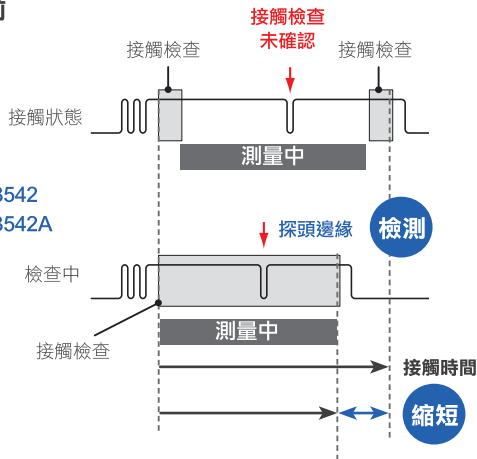 前
接觸檢查
未確認
接觸檢查
接觸檢查
接觸狀態
測量中
3542
3542A
探頭邊緣
檢測
檢查中
測量中
接觸檢查
接觸時間
縮短